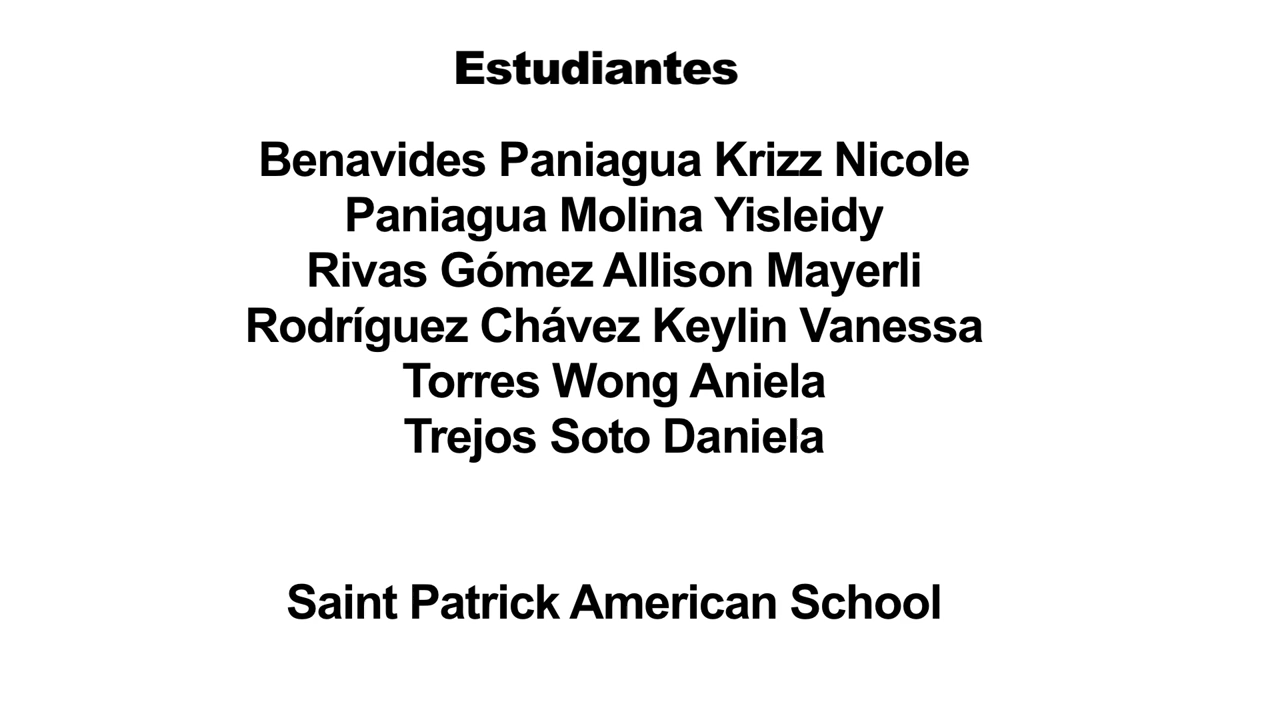 Estudiantes
Benavides Paniagua Krizz Nicole
Paniagua Molina Yisleidy
Rivas Gómez Allison Mayerli
Rodríguez Chávez Keylin Vanessa
Torres Wong Aniela
Trejos Soto Daniela
Saint Patrick American School